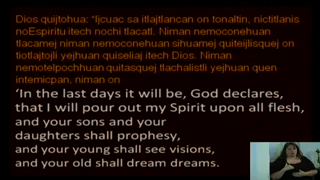 Dios quijtohua: "Ijcuac sa itlajtlancan on tonaltin, nictitlanis
noEspiritu itech nochi tlacatl. Niman nemoconehuan
tlacamej niman nemoconehuan sihuamej quiteijlisquej on
tiotlajtojli yejhuan quiseliaj itech Dios. Niman
nemotelpochhuan quitasquej tlachalistli yejhuan quen
intemicpan, niman on
'In the last days it will be, God declares,
that I will pour out my Spirit upon all flesh,
and your sons and your
daughters shall prophesy,
and your young shall see visions,
and your old shall dream dreams.